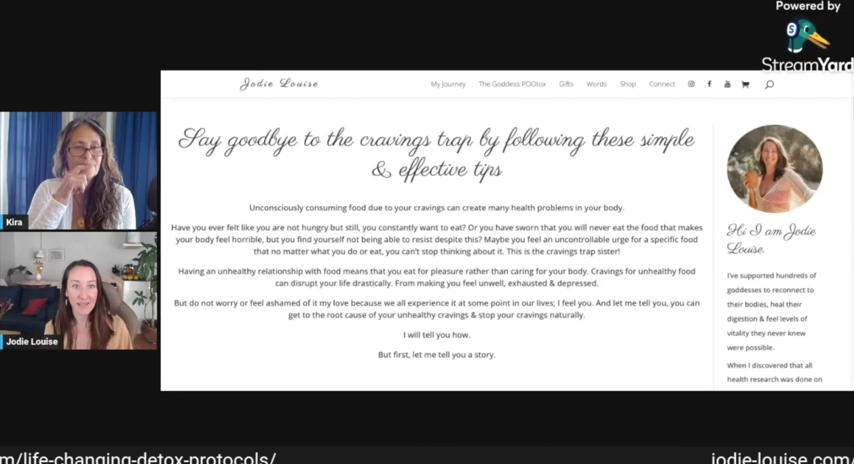 Powered by
StreamYard
Jodie Louise
My Journey The Goddess POOtox Gifts Words Shop Connect
Say goodbye to the cravings trap by following these simple
& effective tips
Unconsciously consuming food due to your cravings can create many health problems in your body.
Have you ever felt like you are not hungry but still, you constantly want to eat? Or you have sworn that you will never eat the food that makes
your body feel horrible, but you find yourself not being able to resist despite this? Maybe you feel an uncontrollable urge for a specific food
that no matter what you do or eat, you can't stop thinking about it. This is the cravings trap sister!
Having an unhealthy relationship with food means that you eat for pleasure rather than caring for your body. Cravings for unhealthy food
can disrupt your life drastically. From making you feel unwell, exhausted & depressed.
But do not worry or feel ashamed of it my love because we all experience it at some point in our lives; I feel you. And let me tell you, you can
get to the root cause of your unhealthy cravings & stop your cravings naturally.
I will tell you how.
But first, let me tell you a story.
Hi I am Jodie
Louise.
I've supported hundreds of
goddesses to reconnect to
their bodies, heal their
digestion & feel levels of
vitality they never knew
were possible.
When I discovered that all
health research was done on
Kira
Jodie Louise
m/life-changing-detox-protocols/
jodie-louise.com/